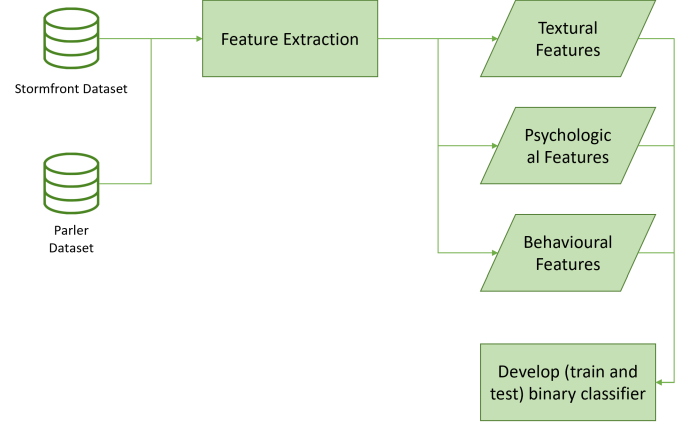 Stormfront Dataset
Parler
Dataset
Feature Extraction
Textural
Features
Psychologic
al Features
Behavioural
Features
Develop (train and
test) binary classifier